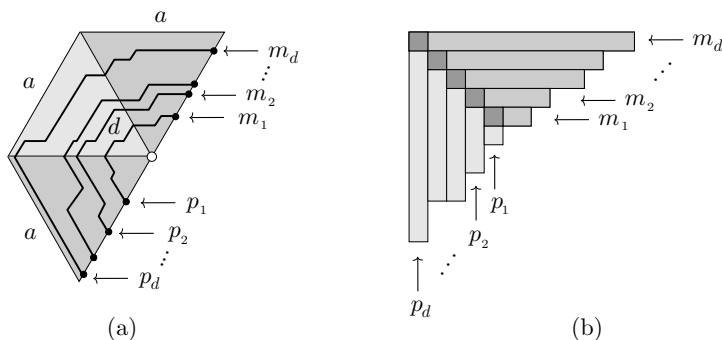 a
a
d
a
m_d
⋰
m_2
m_1
p_1
p_2
⋰
p_d
(a)
m_d
⋰
m_2
m_1
p_1
p_2
⋰
p_d
(b)